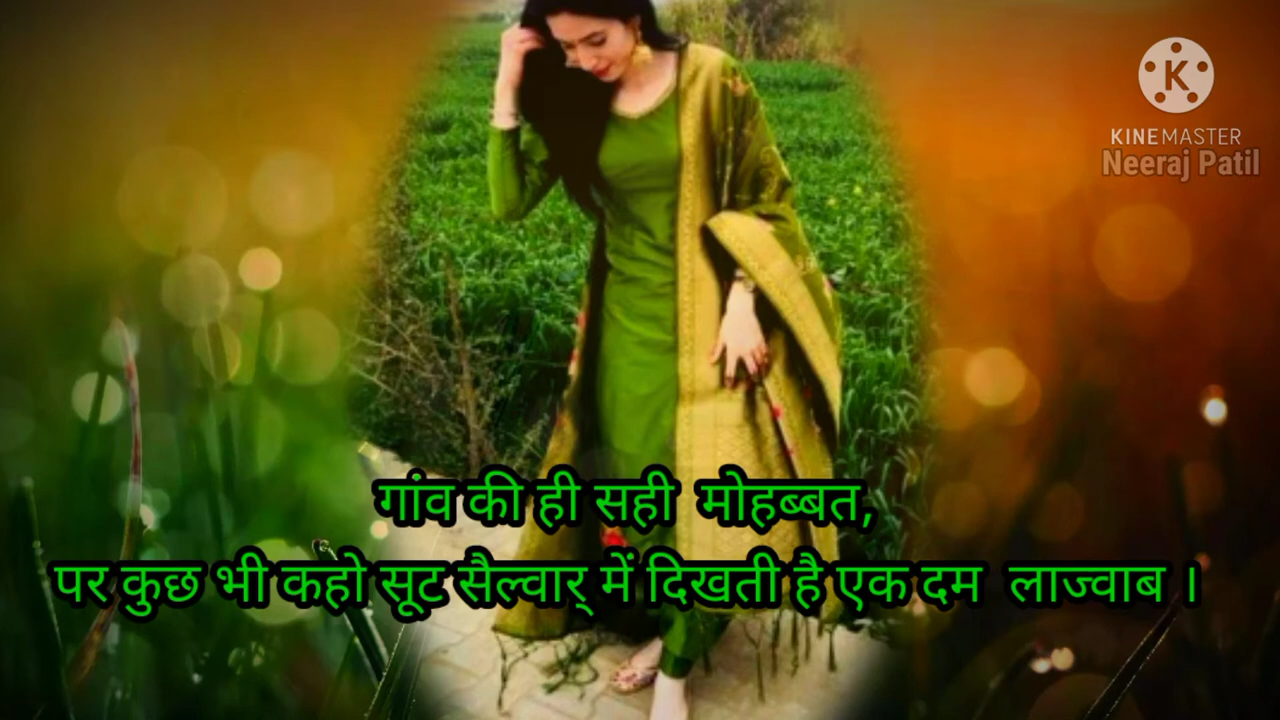 KINEMASTER
Neeraj Patil
गांव की ही सही मोहब्बत,
पर कुछ भी कहो सूट सैल्वार् में दिखती है एक दम लाज्वाब ।